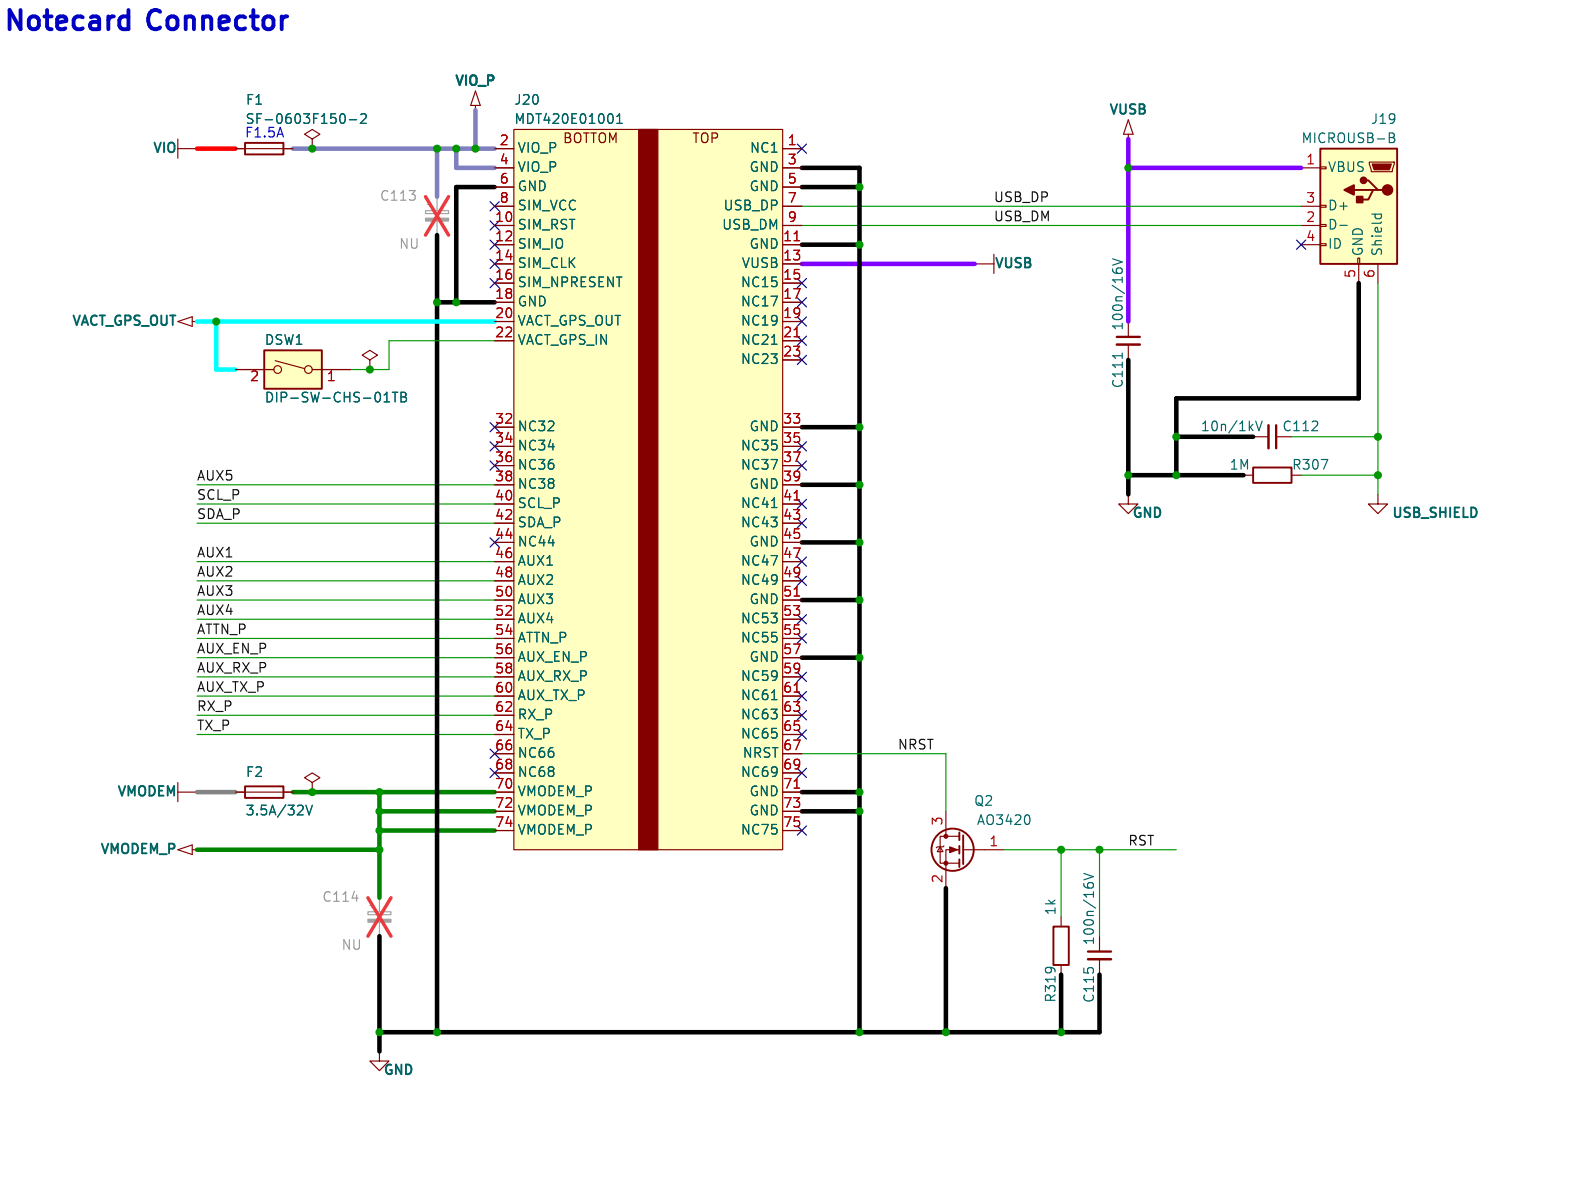 Notecard Connector
VIO_P
F1
SF-0603F150-2
F1.5A
VIO
J20
MDT420E01001
BOTTOM TOP
2 VIO_P
4 VIO_P
6 GND
8 SIM_VCC
10 SIM_RST
12 SIM_IO
14 SIM_CLK
16 SIM_NPRESENT
18 GND
20 VACT_GPS_OUT
22 VACT_GPS_IN
32 NC32
34 NC34
36 NC36
38 NC38
40 SCL_P
42 SDA_P
44 NC44
46 AUX1
48 AUX2
50 AUX3
52 AUX4
54 ATTN_P
56 AUX_EN_P
58 AUX_RX_P
60 AUX_TX_P
62 RX_P
64 TX_P
66 NC66
68 NC68
70 VMODEM_P
72 VMODEM_P
74 VMODEM_P
NC1 1
GND 3
GND 5
USB_DP 7
USB_DM 9
GND 11
VUSB 13
NC15 15
NC17 17
NC19 19
NC21 21
NC23 23
GND 33
NC35 35
NC37 37
GND 39
NC41 41
NC43 43
GND 45
NC47 47
NC49 49
GND 51
NC53 53
NC55 55
GND 57
NC59 59
NC61 61
NC63 63
NC65 65
NRST 67
NC69 69
GND 71
GND 73
NC75 75
C113
NU
VACT_GPS_OUT
DSW1
2 1
DIP-SW-CHS-01TB
AUX5
SCL_P
SDA_P
AUX1
AUX2
AUX3
AUX4
ATTN_P
AUX_EN_P
AUX_RX_P
AUX_TX_P
RX_P
TX_P
F2
VMODEM
3.5A/32V
VMODEM_P
C114
NU
GND
USB_DP
USB_DM
VUSB
VUSB
J19
MICROUSB-B
1 VBUS
3 D+
2 D-
4 ID
GND
Shield
5
6
100n/16V
C111
10n/1kV C112
1M R307
GND
USB_SHIELD
NRST
Q2
AO3420
3
1
2
RST
1k
R319
100n/16V
C115